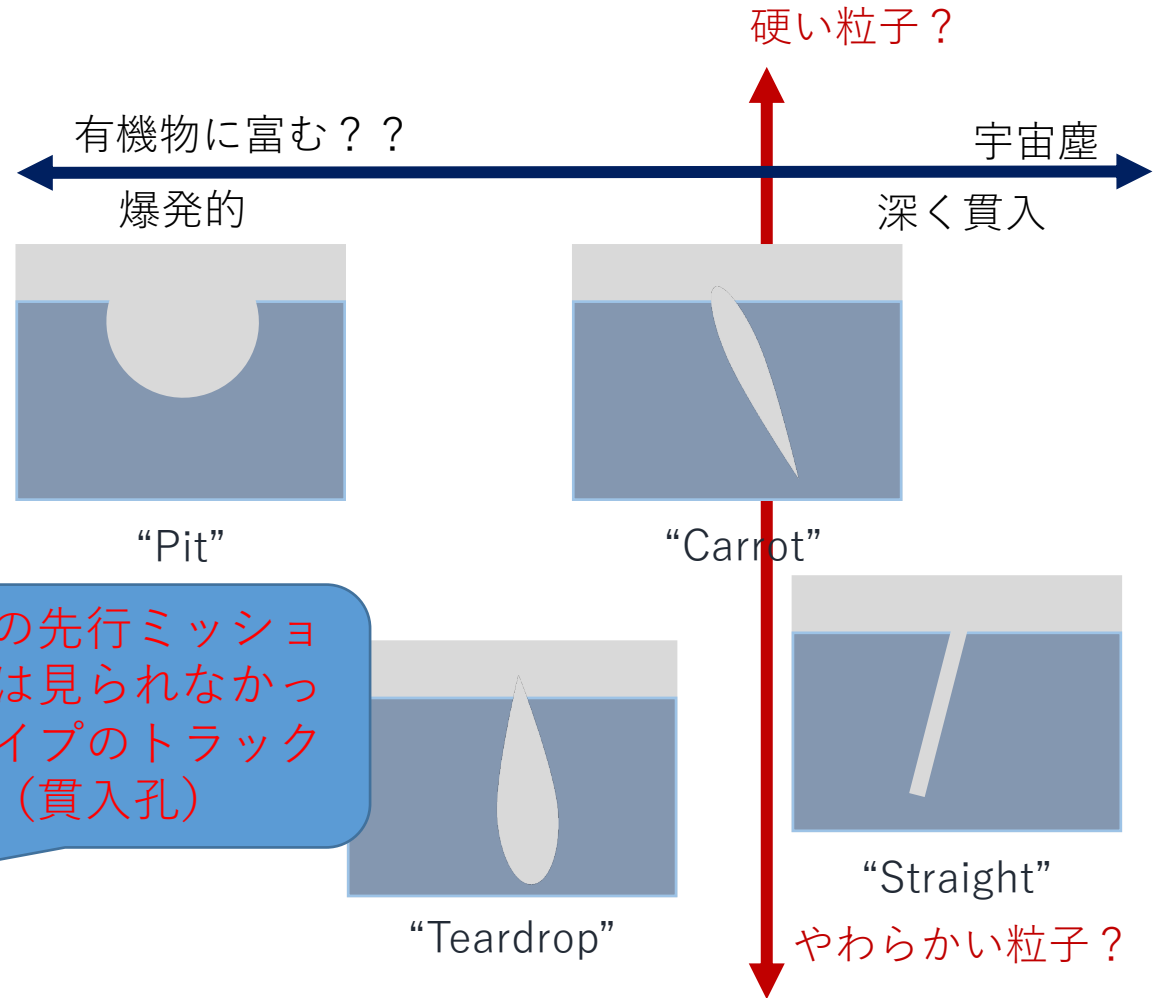 硬い粒子？
有機物に富む？？
宇宙塵
爆発的
深く貫入
“Pit”
“Carrot”
の先行ミッショ
は見られなかっ
イプのトラック
（貫入孔）
“Straight”
“Teardrop”
やわらかい粒子？